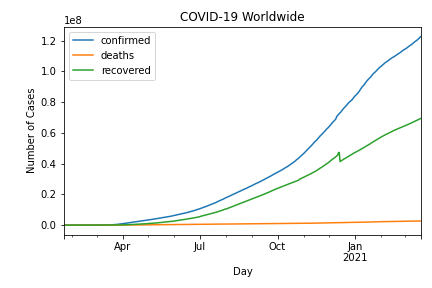 COVID-19 Worldwide
1e8
confirmed
deaths
recovered
Number of Cases
1.2
1.0
0.8
0.6
0.4
0.2
0.0
Apr
Jul
Oct
Jan
2021
Day